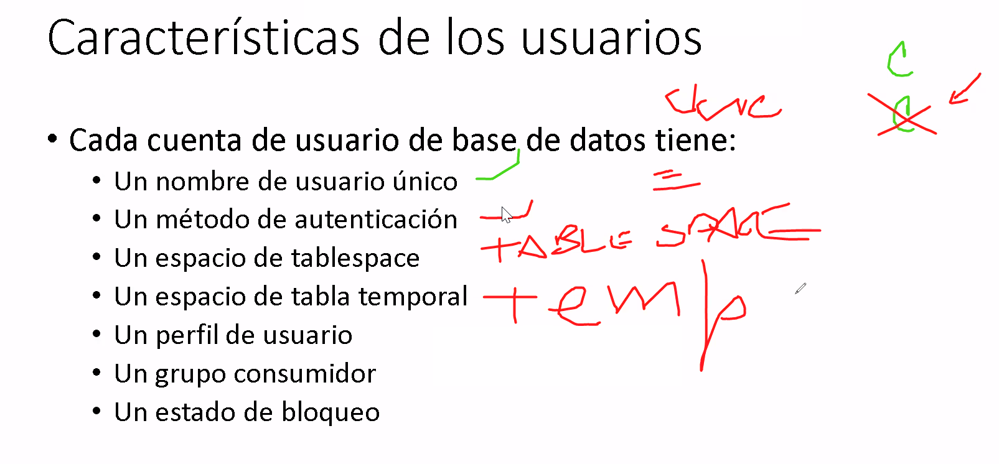 Características de los usuarios
C
C
• Cada cuenta de usuario de base de datos tiene:
• Un nombre de usuario único
• Un método de autenticación
TABLE SPACE
• Un espacio de tablespace
• Un espacio de tabla temporal
temp
• Un perfil de usuario
• Un grupo consumidor
• Un estado de bloqueo